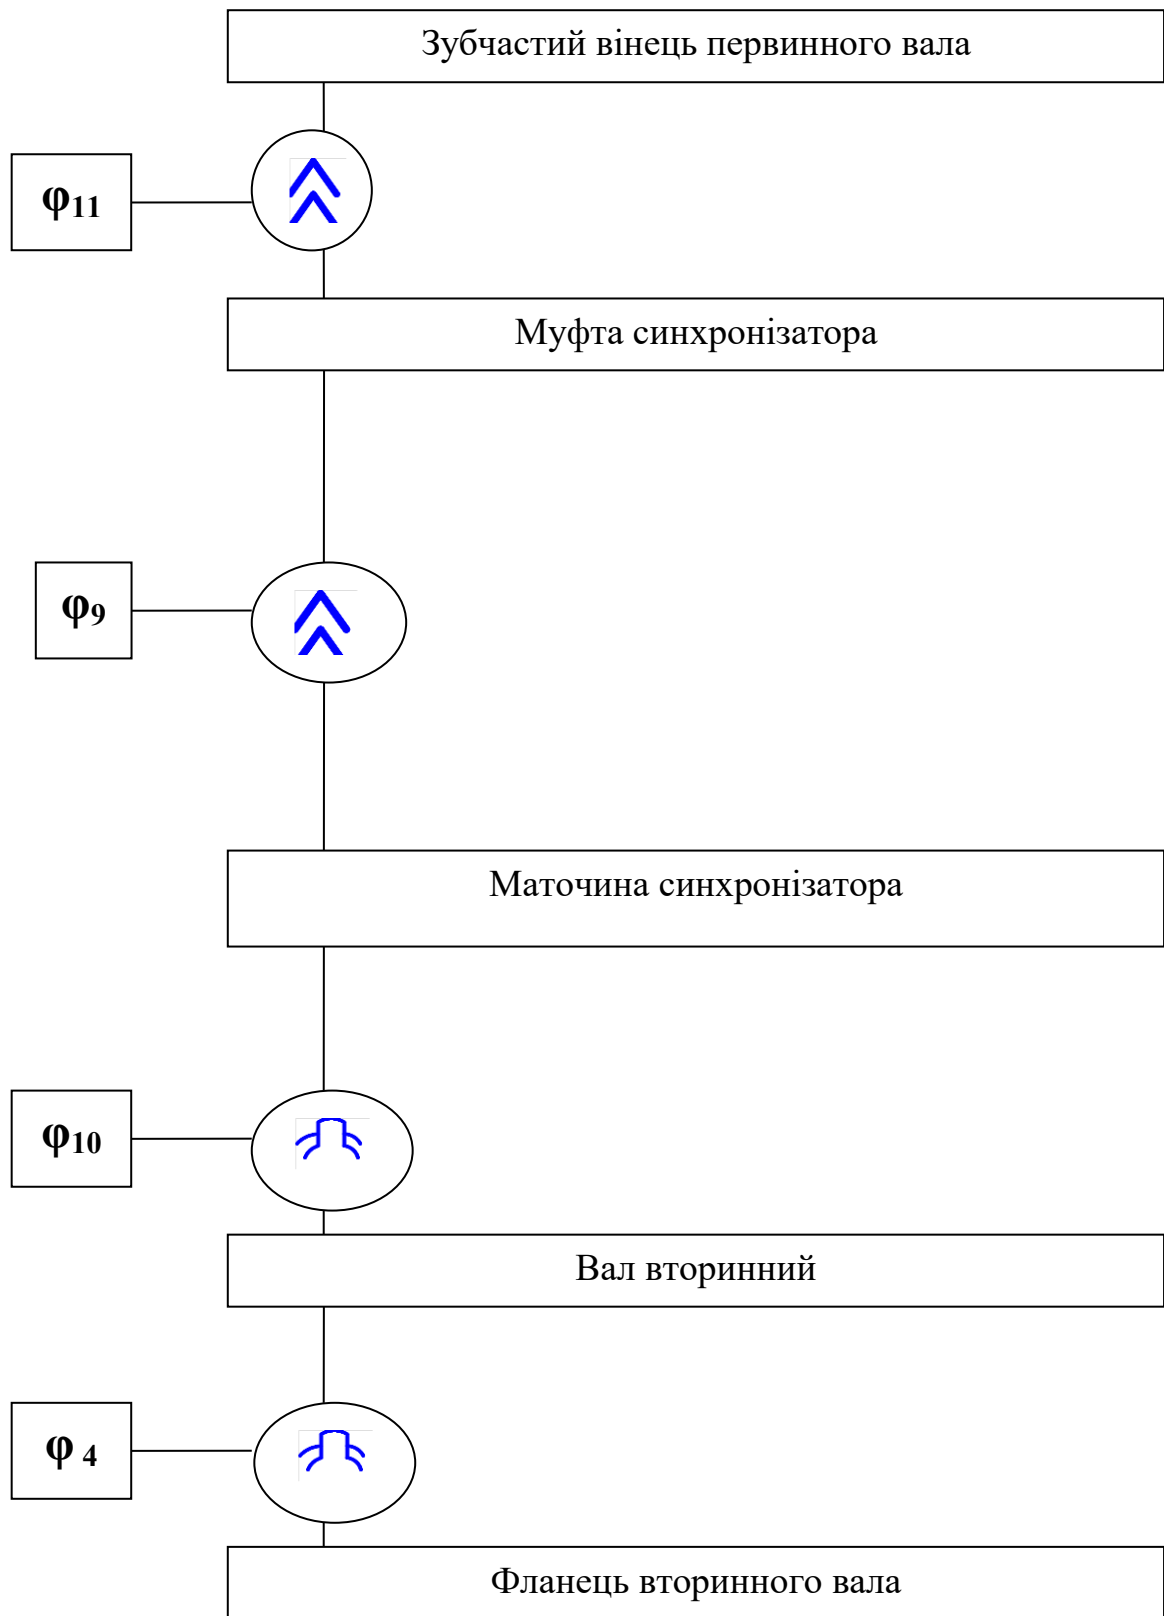 Зубчастий вінець первинного вала
φ11
Муфта синхронізатора
φ9
Маточина синхронізатора
φ10
Вал вторинний
φ 4
Фланець вторинного вала